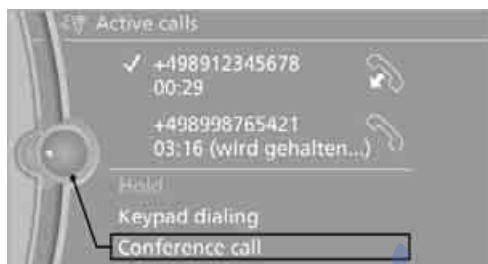 Active calls
+498912345678
00:29
+498998765421
03:16 (wird gehalten...)
Hold
Keypad dialing
Conference call